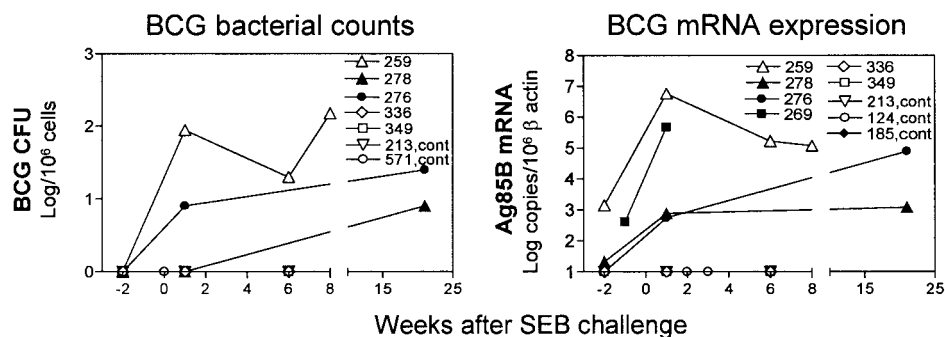 BCG bacterial counts
BCG CFU
Log/10⁶ cells
3
2
1
0
259
278
276
336
349
213,cont
571,cont
-2 0 2 4 6 8 15 20 25
BCG mRNA expression
Ag85B mRNA
Log copies/10⁶ β actin
8
7
6
5
4
3
2
1
259
278
276
269
336
349
213,cont
124,cont
185,cont
-2 0 2 4 6 8 15 20 25
Weeks after SEB challenge